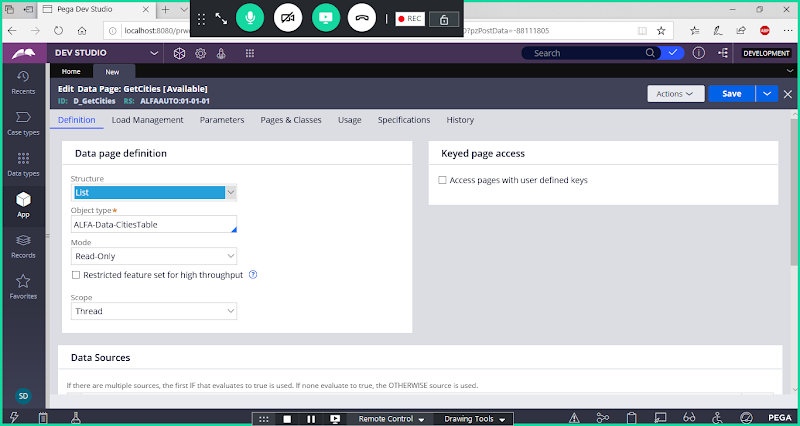 Pega Dev Studio
localhost:8080/prwe
0?pzPostData=-88111805
REC
DEV STUDIO
Search
DEVELOPMENT
Home
New
Recents
Case types
Data types
App
Records
Favorites
SD
Edit Data Page: GetCities [Available]
ID: D_GetCities RS: ALFAAUTO:01-01-01
Actions
Save
Definition
Load Management
Parameters
Pages & Classes
Usage
Specifications
History
Data page definition
Structure
List
Object type*
ALFA-Data-CitiesTable
Mode
Read-Only
Restricted feature set for high throughput
?
Scope
Thread
Keyed page access
Access pages with user defined keys
Data Sources
If there are multiple sources, the first IF that evaluates to true is used. If none evaluate to true, the OTHERWISE source is used.
Remote Control
Drawing Tools
PEGA